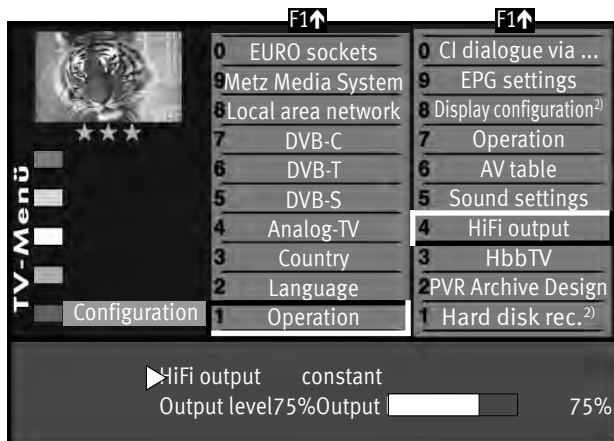 F1↑ F1↑
0 EURO sockets
9 Metz Media System
8 Local area network
7 DVB-C
6 DVB-T
5 DVB-S
4 Analog-TV
3 Country
2 Language
1 Operation
0 CI dialogue via ...
9 EPG settings
8 Display configuration2)
7 Operation
6 AV table
5 Sound settings
4 HiFi output
3 HbbTV
2 PVR Archive Design
1 Hard disk rec.2)
TV-Menü
Configuration
HiFi output constant
Output level75%Output 75%